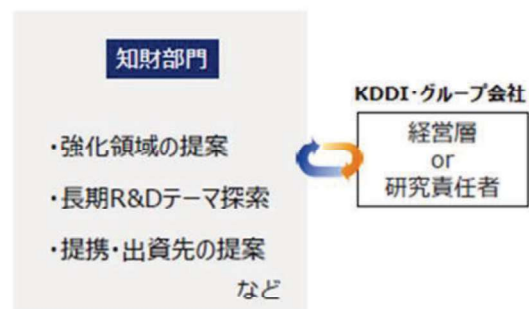 知財部門
・強化領域の提案
・長期R&Dテーマ探索
・提携・出資先の提案
など
KDDI・グループ会社
経営層
or
研究責任者